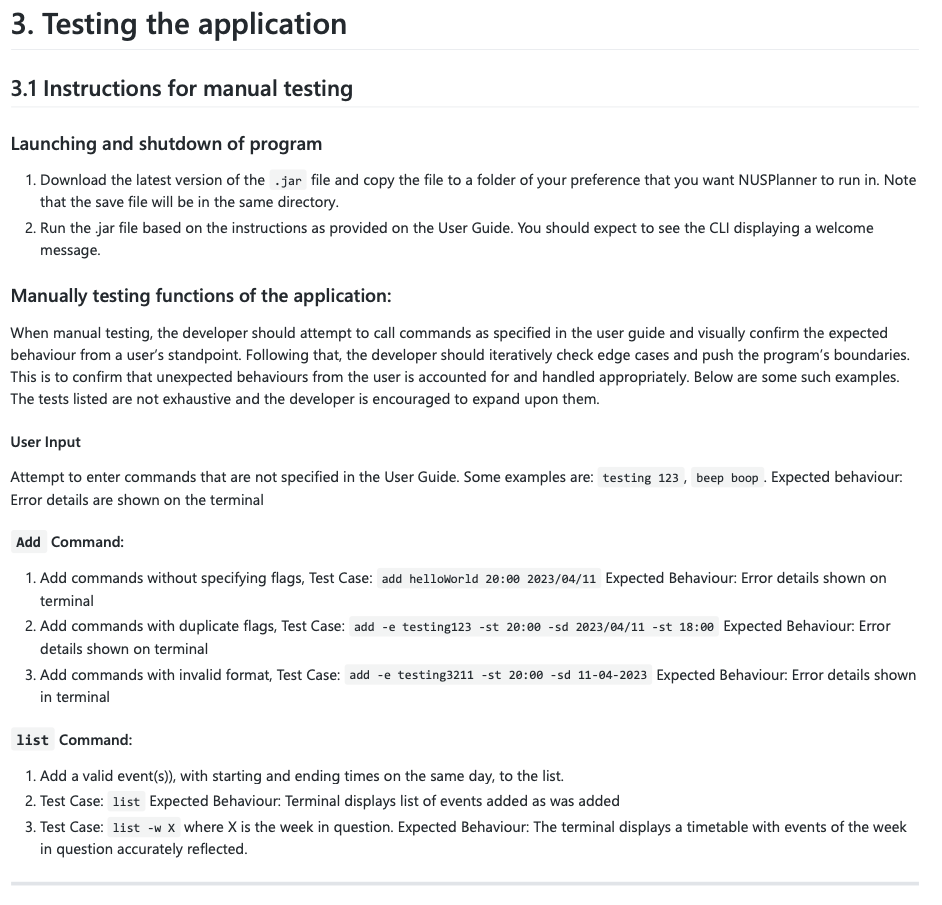 3. Testing the application
3.1 Instructions for manual testing
Launching and shutdown of program
1. Download the latest version of the .jar file and copy the file to a folder of your preference that you want NUSPlanner to run in. Note
that the save file will be in the same directory.
2. Run the .jar file based on the instructions as provided on the User Guide. You should expect to see the CLI displaying a welcome
message.
Manually testing functions of the application:
When manual testing, the developer should attempt to call commands as specified in the user guide and visually confirm the expected
behaviour from a user's standpoint. Following that, the developer should iteratively check edge cases and push the program's boundaries.
This is to confirm that unexpected behaviours from the user is accounted for and handled appropriately. Below are some such examples.
The tests listed are not exhaustive and the developer is encouraged to expand upon them.
User Input
Attempt to enter commands that are not specified in the User Guide. Some examples are: testing 123 , beep boop . Expected behaviour:
Error details are shown on the terminal
Add Command:
1. Add commands without specifying flags, Test Case: add helloWorld 20:00 2023/04/11 Expected Behaviour: Error details shown on
terminal
2. Add commands with duplicate flags, Test Case: add -e testing123 -st 20:00 -sd 2023/04/11 -st 18:00 Expected Behaviour: Error
details shown on terminal
3. Add commands with invalid format, Test Case: add -e testing3211 -st 20:00 -sd 11-04-2023 Expected Behaviour: Error details shown
in terminal
list Command:
1. Add a valid event(s)), with starting and ending times on the same day, to the list.
2. Test Case: list Expected Behaviour: Terminal displays list of events added as was added
3. Test Case: list -w X where X is the week in question. Expected Behaviour: The terminal displays a timetable with events of the week
in question accurately reflected.